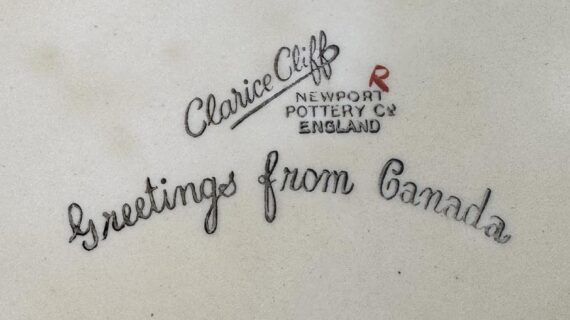 Clarice Cliff
R
NEWPORT
POTTERY Co
ENGLAND
Greetings from Canada